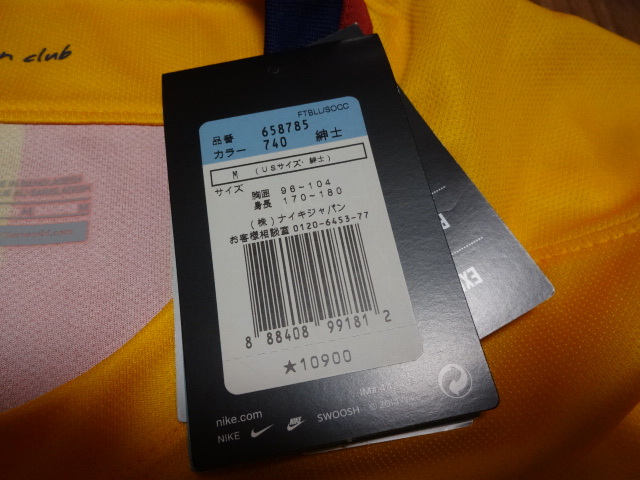 n club
FTBLL/SOCC
品番 658785
カラー 740 紳士
M (USサイズ・紳士)
サイズ 胸囲 96-104
身長 170-180
(株)ナイキジャパン
お客様相談室 0120-6453-77
8 88408 99181 2
★10900
nike.com
NIKE SWOOSH